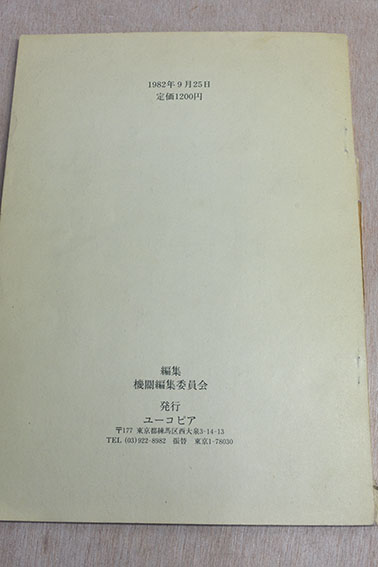 1982年9月25日
定価1200円
編集
機關編集委員会
発行
ユーコピア
〒177 東京都練馬区西大泉3-14-13
TEL (03)922-8982 振替 東京1-78030